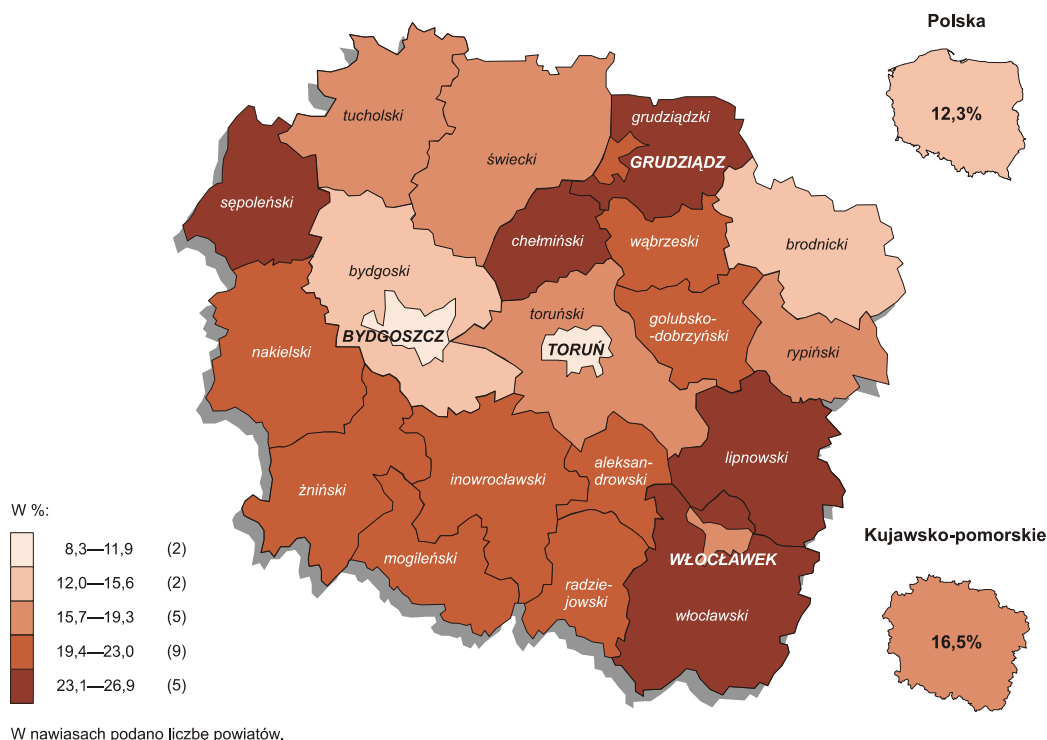 Polska
12,3%
tucholski
grudziądzki
świecki
GRUDZIĄDZ
sępoleński
chełmiński
wąbrzeski
brodnicki
bydgoski
toruński
golubsko-
-dobrzyński
BYDGOSZCZ
TORUŃ
nakielski
rypiński
lipnowski
aleksan-
drowski
inowrocławski
żniński
mogileński
WŁOCŁAWEK
radzie-
jowski
włocławski
Kujawsko-pomorskie
16,5%
W %:
8,3—11,9 (2)
12,0—15,6 (2)
15,7—19,3 (5)
19,4—23,0 (9)
23,1—26,9 (5)
W nawiasach podano liczbę powiatów.